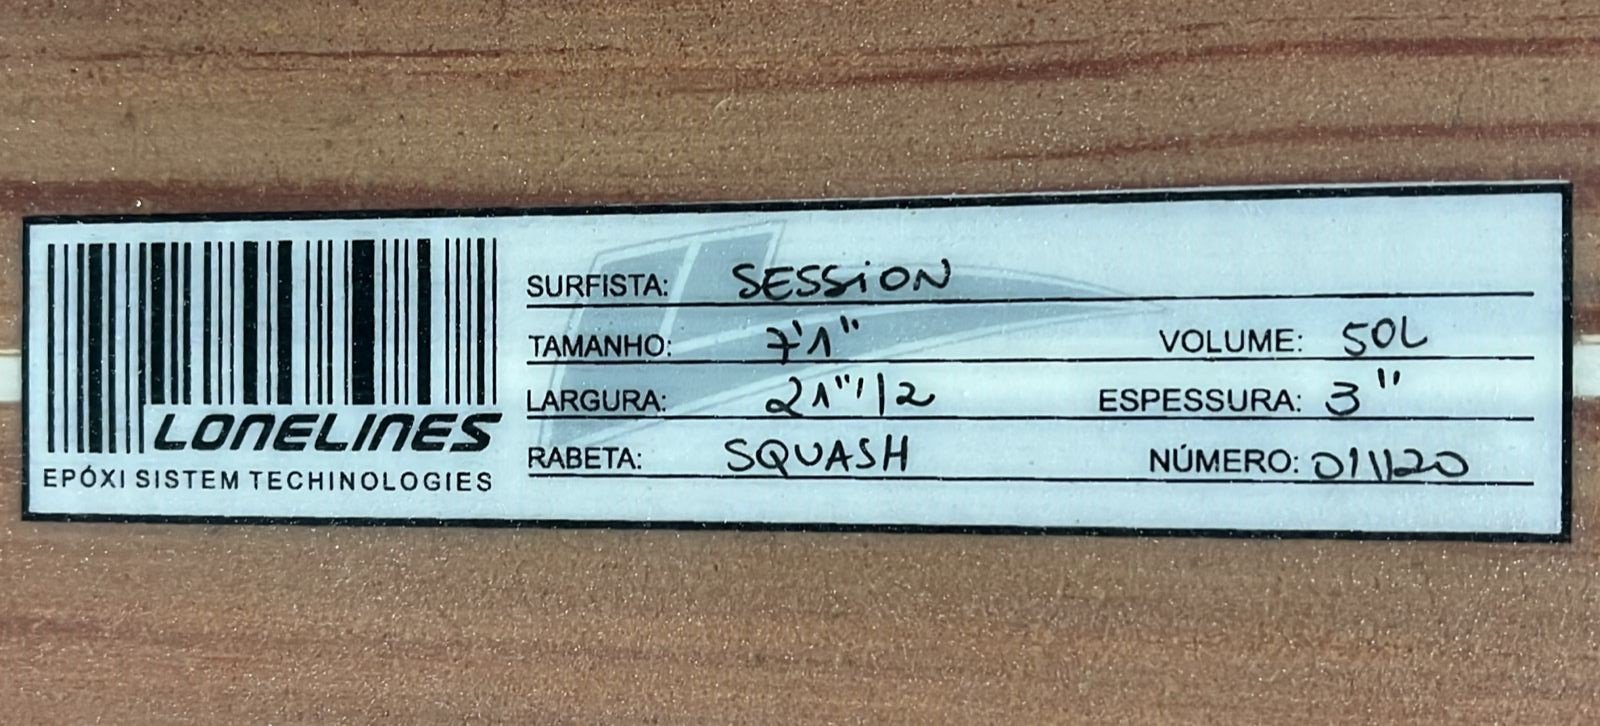 SURFISTA: SESSION
TAMANHO: 7'1" VOLUME: 50L
LARGURA: 21"1/2 ESPESSURA: 3"
RABETA: SQUASH NÚMERO: 011120
LONELINES
EPÓXI SISTEM TECHINOLOGIES